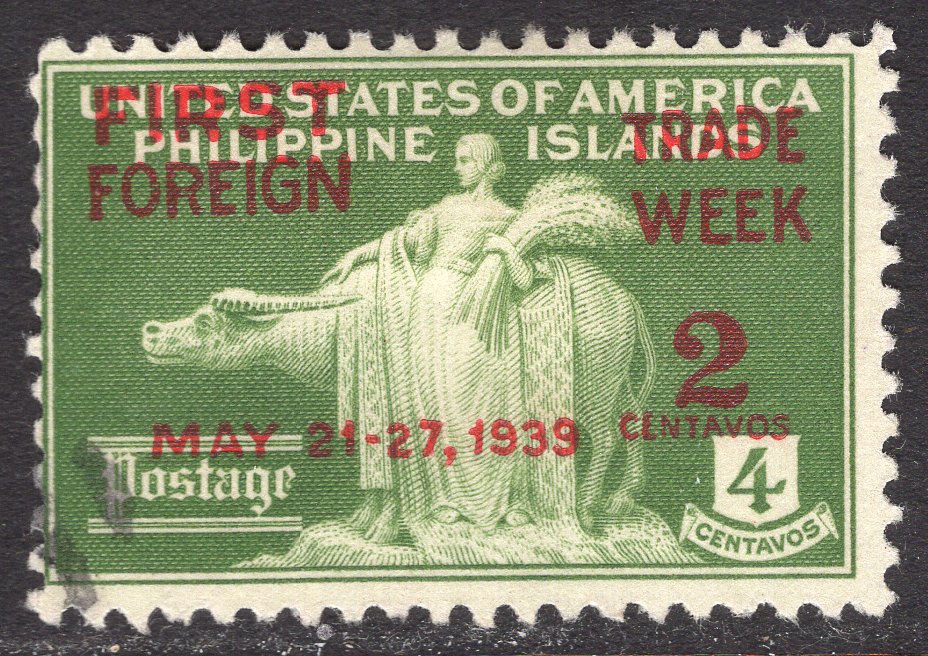 UNITED STATES OF AMERICA
PHILIPPINE ISLANDS
FIRST
FOREIGN
TRADE
WEEK
2
CENTAVOS
MAY 21-27, 1939
Postage
4
CENTAVOS